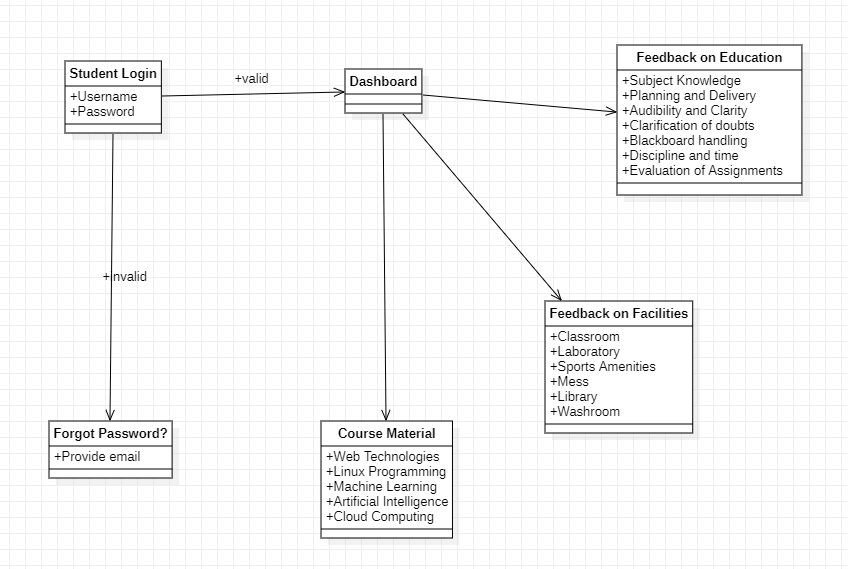 Student Login
+Username
+Password
+valid
Dashboard
Feedback on Education
+Subject Knowledge
+Planning and Delivery
+Audibility and Clarity
+Clarification of doubts
+Blackboard handling
+Discipline and time
+Evaluation of Assignments
+Invalid
Feedback on Facilities
+Classroom
+Laboratory
+Sports Amenities
+Mess
+Library
+Washroom
Forgot Password?
+Provide email
Course Material
+Web Technologies
+Linux Programming
+Machine Learning
+Artificial Intelligence
+Cloud Computing